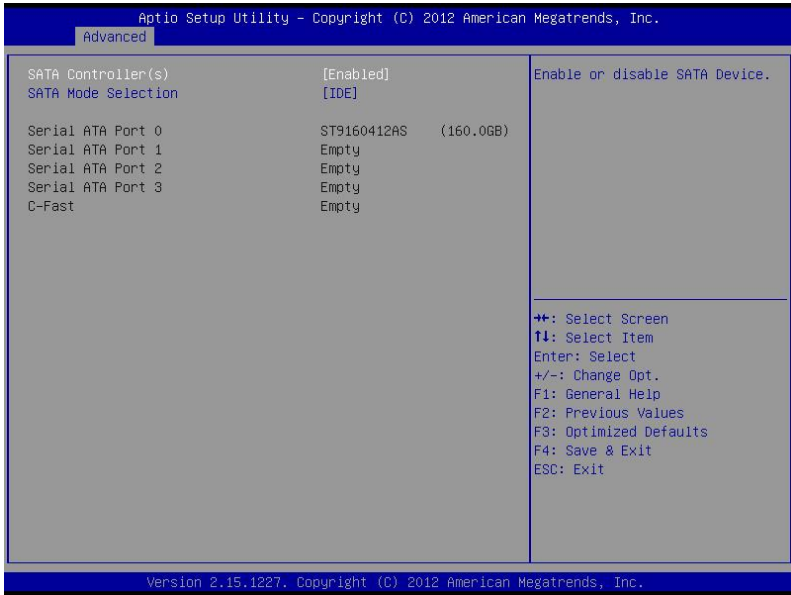 Aptio Setup Utility – Copyright (C) 2012 American Megatrends, Inc.
Advanced
SATA Controller(s) [Enabled]
SATA Mode Selection [IDE]
Serial ATA Port 0 ST9160412AS (160.0GB)
Serial ATA Port 1 Empty
Serial ATA Port 2 Empty
Serial ATA Port 3 Empty
C-Fast Empty
Enable or disable SATA Device.
→←: Select Screen
↑↓: Select Item
Enter: Select
+/-: Change Opt.
F1: General Help
F2: Previous Values
F3: Optimized Defaults
F4: Save & Exit
ESC: Exit
Version 2.15.1227. Copyright (C) 2012 American Megatrends, Inc.